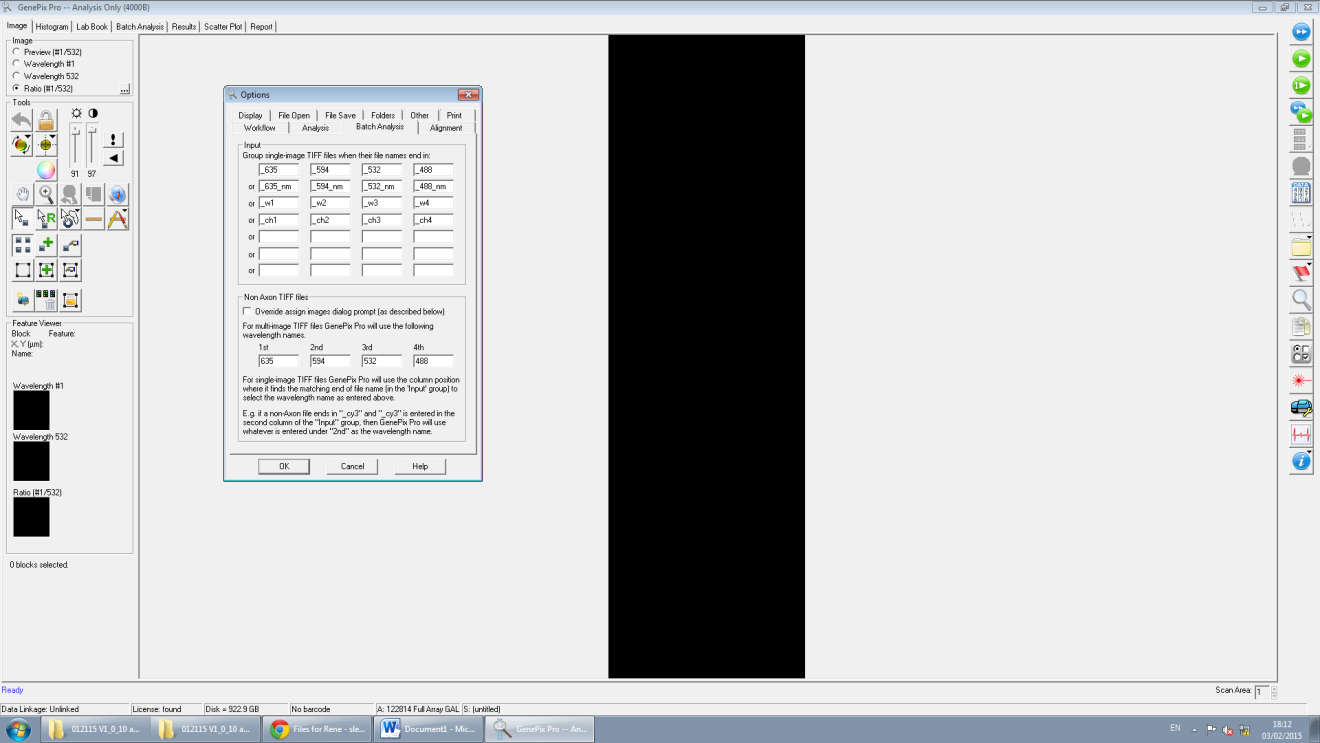 GenePix Pro -- Analysis Only (4000B)
Image Histogram Lab Book Batch Analysis Results Scatter Plot Report
Image
Preview (#1/532)
Wavelength #1
Wavelength 532
Ratio (#1/532) ...
Tools
91 97
Feature Viewer
Block Feature:
X, Y (µm):
Name:
Wavelength #1
Wavelength 532
Ratio (#1/532)
0 blocks selected.
Options
Display File Open File Save Folders Other Print
Workflow Analysis Batch Analysis Alignment
Input
Group single-image TIFF files when their file names end in:
_635 _594 _532 _488
or _635_nm _594_nm _532_nm _488_nm
or _w1 _w2 _w3 _w4
or _ch1 _ch2 _ch3 _ch4
or
or
or
Non Axon TIFF files
Override assign images dialog prompt (as described below)
For multi-image TIFF files GenePix Pro will use the following
wavelength names.
1st 2nd 3rd 4th
635 594 532 488
For single-image TIFF files GenePix Pro will use the column position
where it finds the matching end of file name (in the 'Input' group) to
select the wavelength name as entered above.
E.g. if a non-Axon file ends in "_cy3" and "_cy3" is entered in the
second column of the "Input" group, then GenePix Pro will use
whatever is entered under "2nd" as the wavelength name.
OK Cancel Help
DATA
Ready
Scan Area: 1
Data Linkage: Unlinked License: found Disk = 922.9 GB No barcode A: 122814 Full Array GAL S: (untitled)
012115 V1_0_10 a... 012115 V1_0_10 a... Files for Rene - sle... Document1 - Mic... GenePix Pro -- An...
EN 18:12
03/02/2015